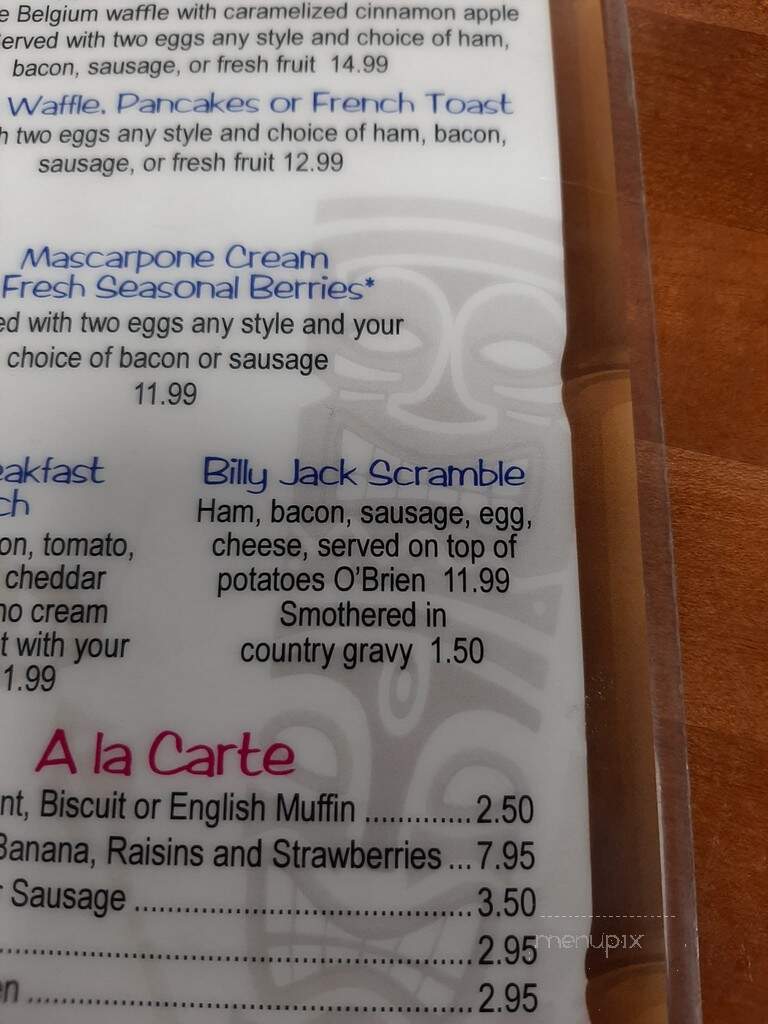 Belgium waffle with caramelized cinnamon apple
served with two eggs any style and choice of ham,
bacon, sausage, or fresh fruit 14.99
Waffle, Pancakes or French Toast
two eggs any style and choice of ham, bacon,
sausage, or fresh fruit 12.99
Mascarpone Cream
Fresh Seasonal Berries*
with two eggs any style and your
choice of bacon or sausage
11.99
eakfast
ch
on, tomato,
cheddar
no cream
t with your
1.99
Billy Jack Scramble
Ham, bacon, sausage, egg,
cheese, served on top of
potatoes O'Brien 11.99
Smothered in
country gravy 1.50
A la Carte
nt, Biscuit or English Muffin ............. 2.50
Banana, Raisins and Strawberries ... 7.95
Sausage ........................................ 3.50
........................................................ 2.95
en ..................................................... 2.95
menupix